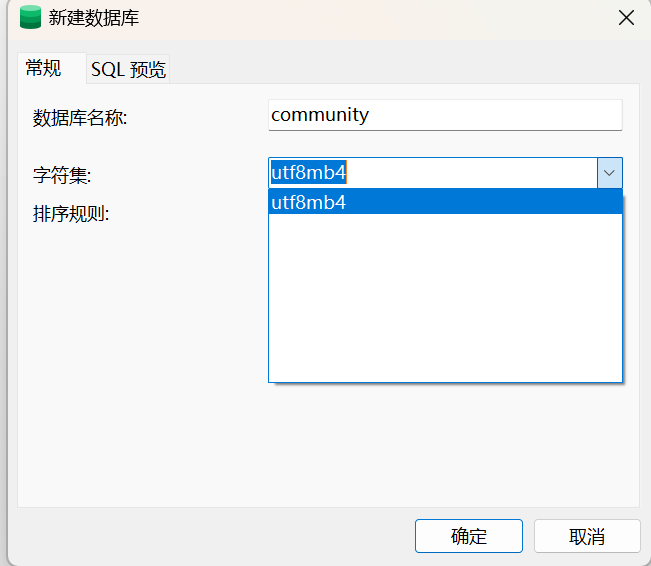 新建数据库
常规 SQL 预览
数据库名称: community
字符集: utf8mb4
utf8mb4
排序规则:
确定 取消